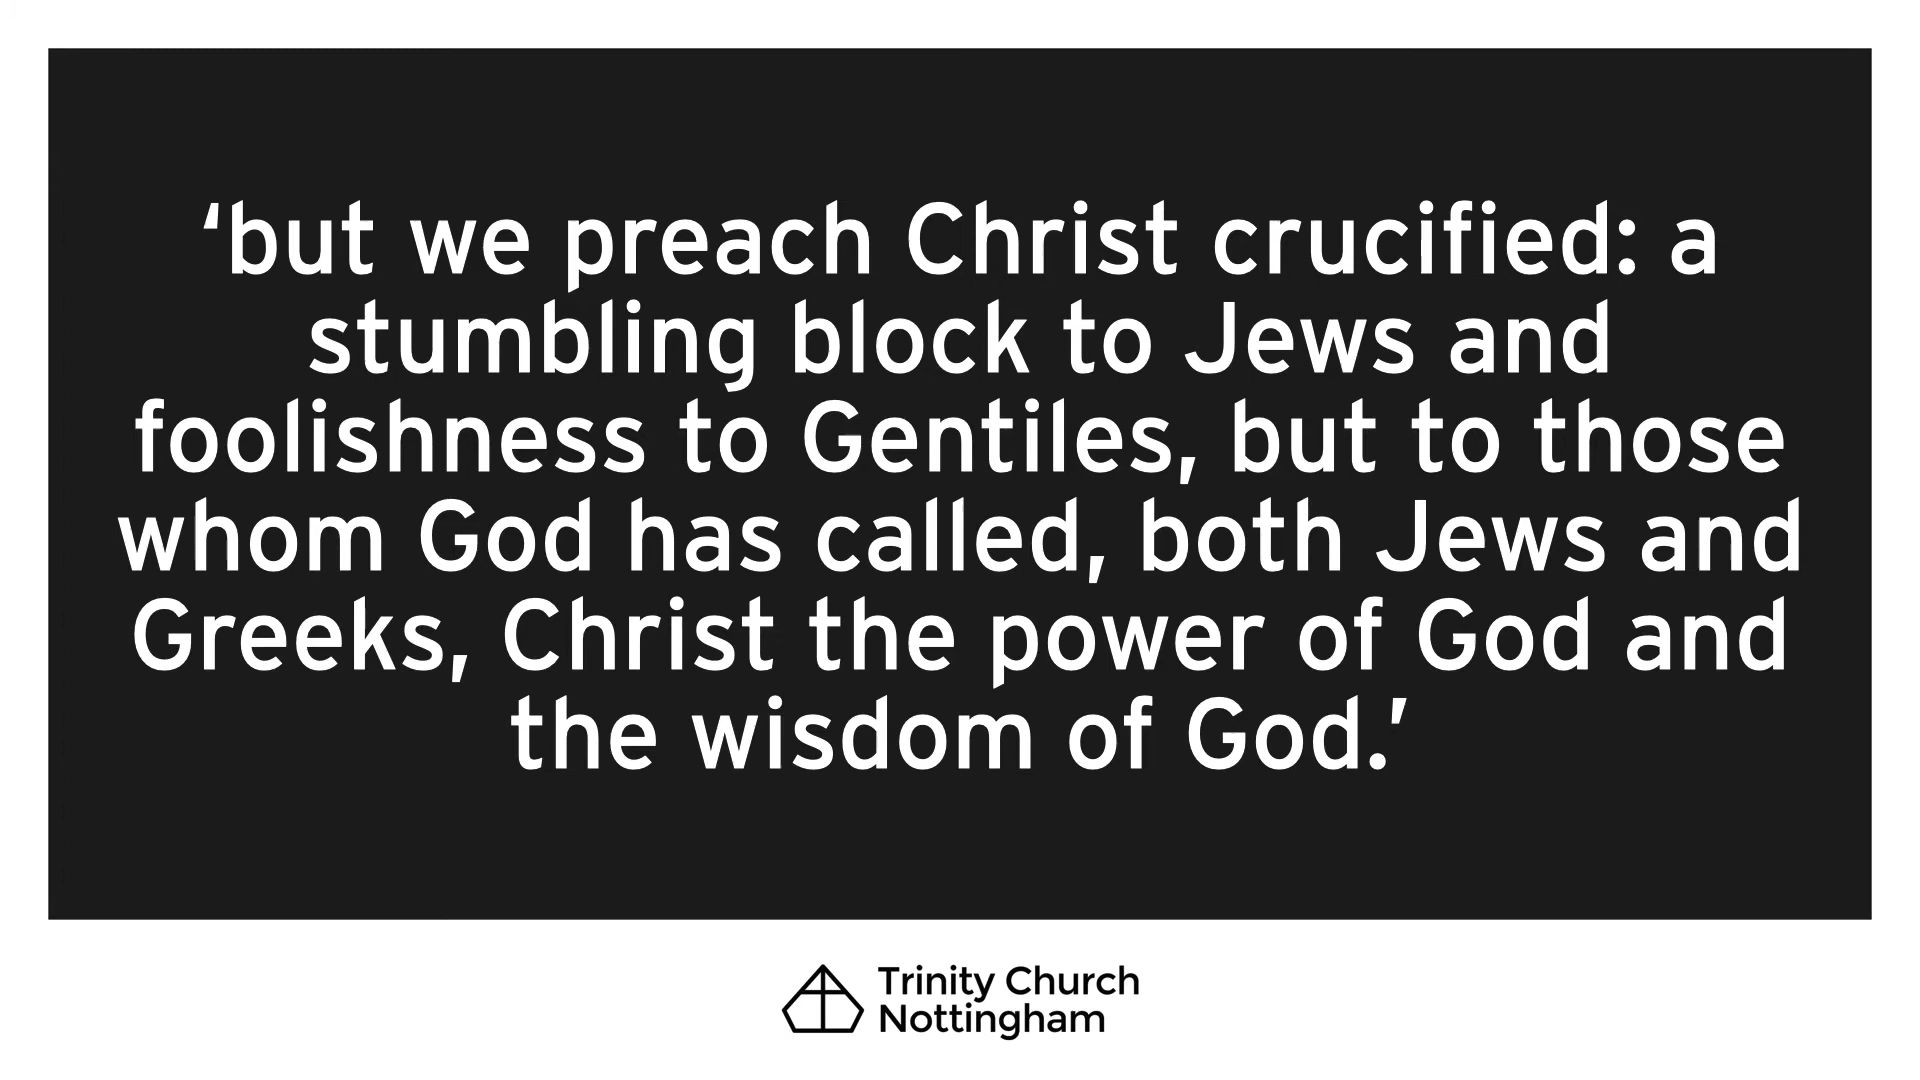 ‘but we preach Christ crucified: a
stumbling block to Jews and
foolishness to Gentiles, but to those
whom God has called, both Jews and
Greeks, Christ the power of God and
the wisdom of God.’
Trinity Church
Nottingham